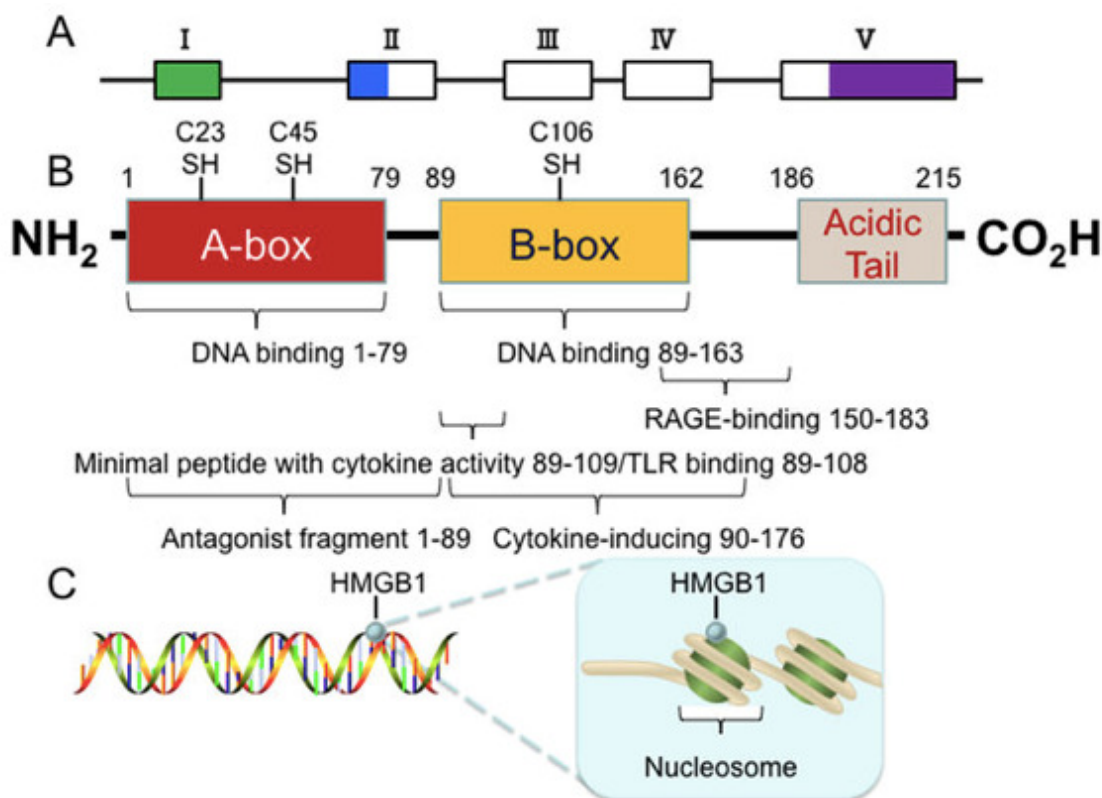 A
I II III IV V
C23 C45 C106
SH SH SH
B
1 79 89 162 186 215
NH2 A-box B-box Acidic Tail CO2H
DNA binding 1-79 DNA binding 89-163
RAGE-binding 150-183
Minimal peptide with cytokine activity 89-109/TLR binding 89-108
Antagonist fragment 1-89 Cytokine-inducing 90-176
C
HMGB1 HMGB1
Nucleosome